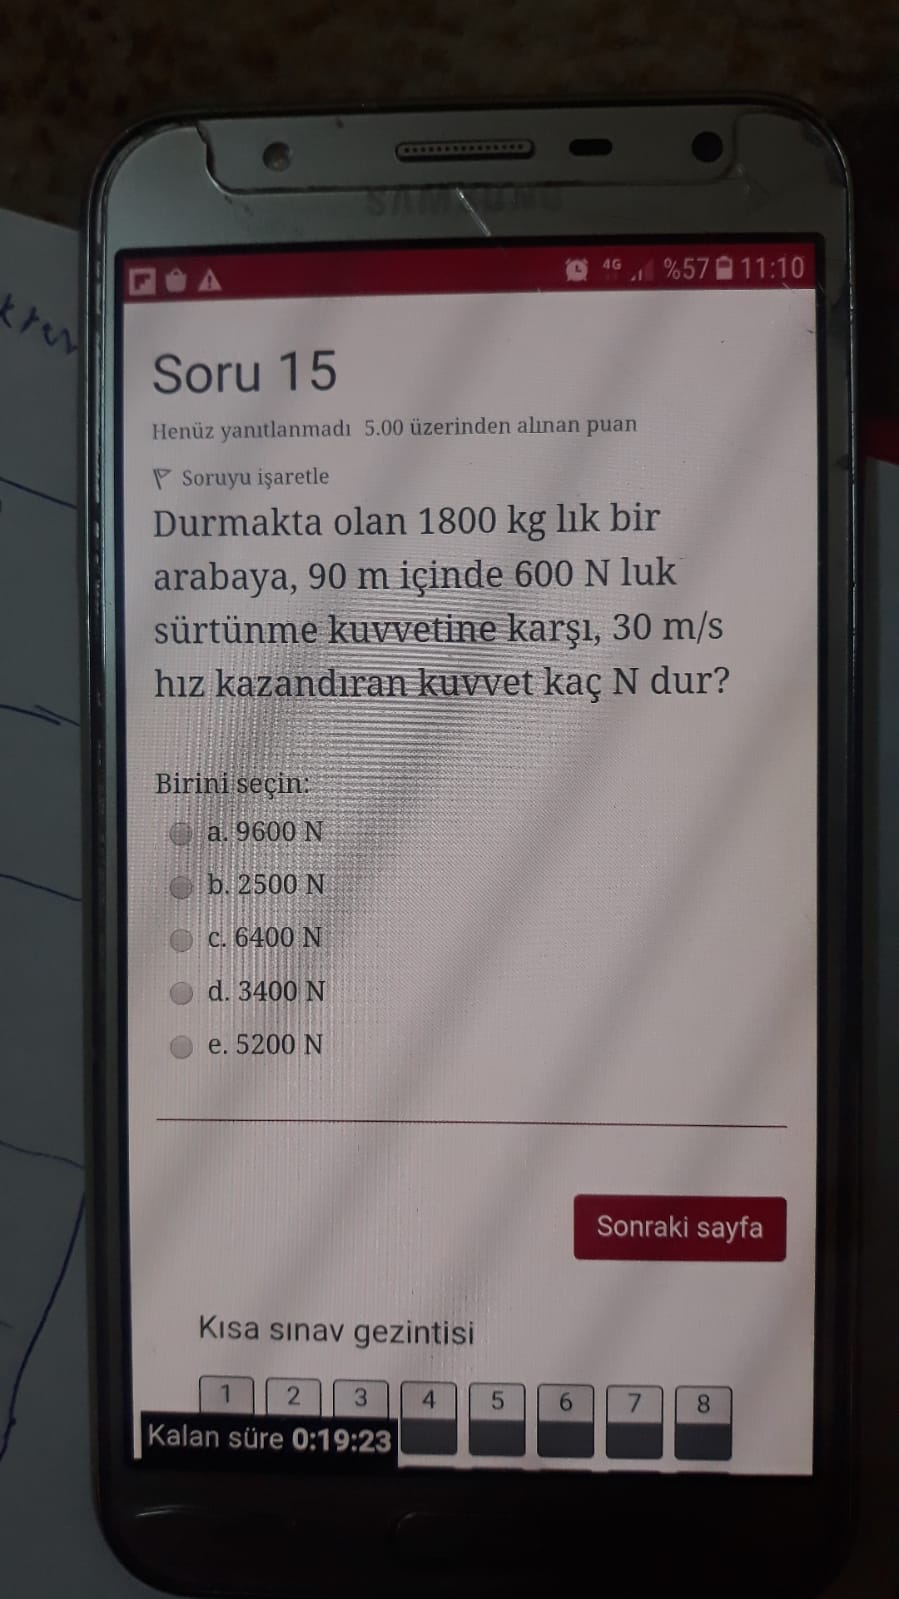 SAMSUNG
4G %57 11:10
Soru 15
Henüz yanıtlanmadı 5.00 üzerinden alınan puan
Soruyu işaretle
Durmakta olan 1800 kg lık bir
arabaya, 90 m içinde 600 N luk
sürtünme kuvvetine karşı, 30 m/s
hız kazandıran kuvvet kaç N dur?
Birini seçin:
a. 9600 N
b. 2500 N
c. 6400 N
d. 3400 N
e. 5200 N
Sonraki sayfa
Kısa sınav gezintisi
1 2 3 4 5 6 7 8
Kalan süre 0:19:23